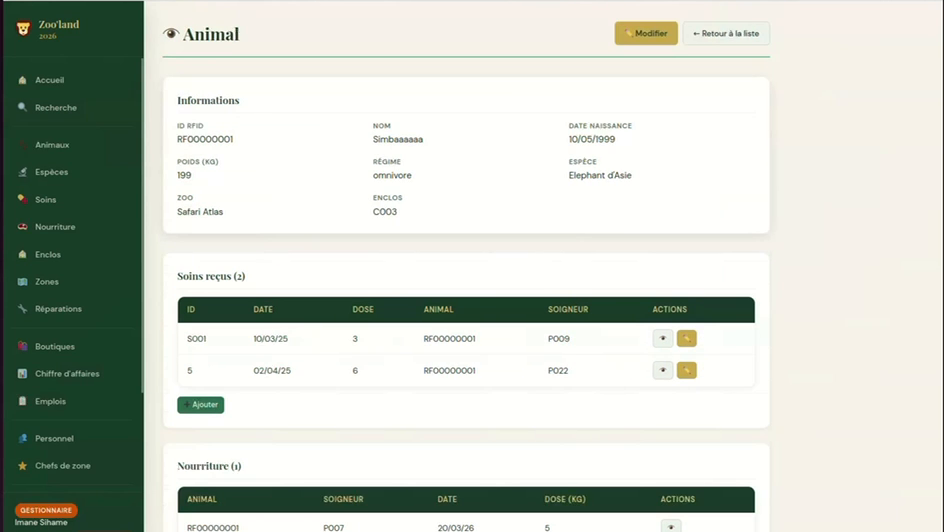 Zoo'land
2026
Accueil
Recherche
Animaux
Espèces
Soins
Nourriture
Enclos
Zones
Réparations
Boutiques
Chiffre d'affaires
Emplois
Personnel
Chefs de zone
GESTIONNAIRE
Imane Sihame
Animal
Modifier
← Retour à la liste
Informations
ID RFID NOM DATE NAISSANCE
RF00000001 Simbaaaaaa 10/05/1999
POIDS (KG) RÉGIME ESPÈCE
199 omnivore Elephant d'Asie
ZOO ENCLOS
Safari Atlas C003
Soins reçus (2)
ID DATE DOSE ANIMAL SOIGNEUR ACTIONS
S001 10/03/25 3 RF00000001 P009
5 02/04/25 6 RF00000001 P022
+ Ajouter
Nourriture (1)
ANIMAL SOIGNEUR DATE DOSE (KG) ACTIONS
RF00000001 P007 20/03/26 5